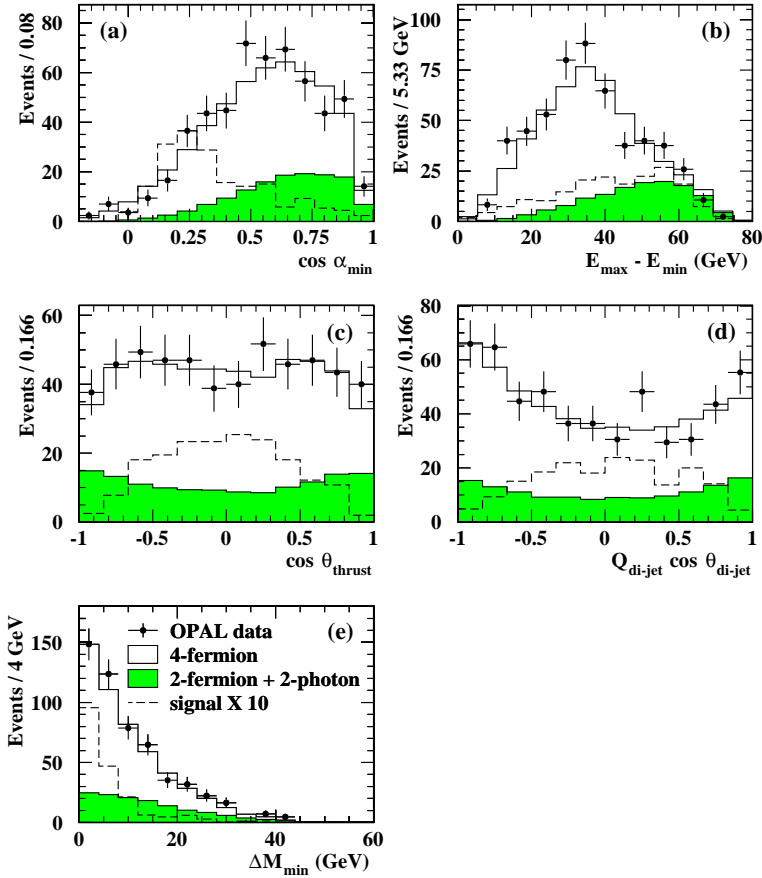 (a)
Events / 0.08
80
60
40
20
0
0
0.25
0.5
0.75
1
cos α_min
(b)
Events / 5.33 GeV
100
75
50
25
0
0
20
40
60
80
E_max - E_min (GeV)
(c)
Events / 0.166
60
40
20
0
-1
-0.5
0
0.5
1
cos θ_thrust
(d)
Events / 0.166
80
60
40
20
0
-1
-0.5
0
0.5
1
Q_di-jet cos θ_di-jet
(e)
Events / 4 GeV
150
100
50
0
0
20
40
60
ΔM_min (GeV)
OPAL data
4-fermion
2-fermion + 2-photon
signal X 10